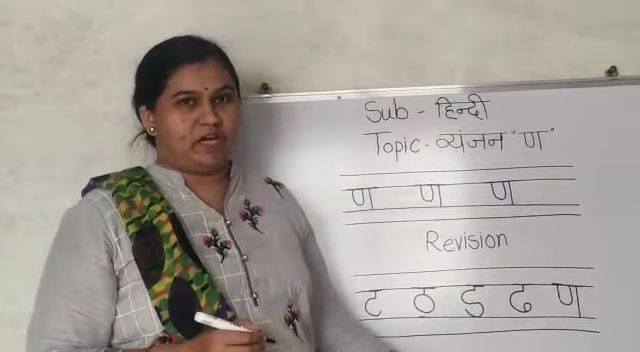 Sub - हिन्दी
Topic - व्यंजन "ण"
ण ण ण
Revision
ट ठ ड ढ ण